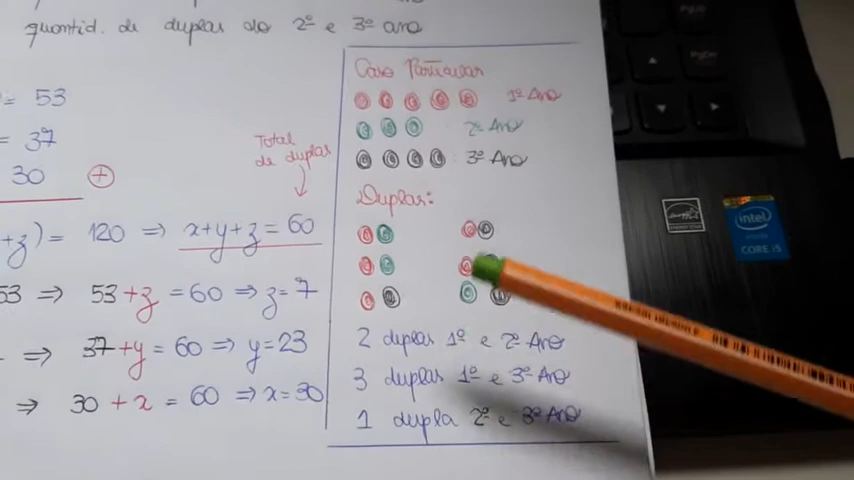 quantid. de duplas do 2º e 3º ano
= 53
= 37
30 +
Total de duplas
+z) = 120 ⇒ x+y+z = 60
53 ⇒ 53+z = 60 ⇒ z=7
⇒ 37+y = 60 ⇒ y=23
⇒ 30 + x = 60 ⇒ x=30
Caso Particular
1º Ano
2º Ano
3º Ano
Duplas:
2 duplas 1º e 2º Ano
3 duplas 1º e 3º Ano
1 dupla 2º e 3º Ano
PgUp
PgDn
intel
CORE i5